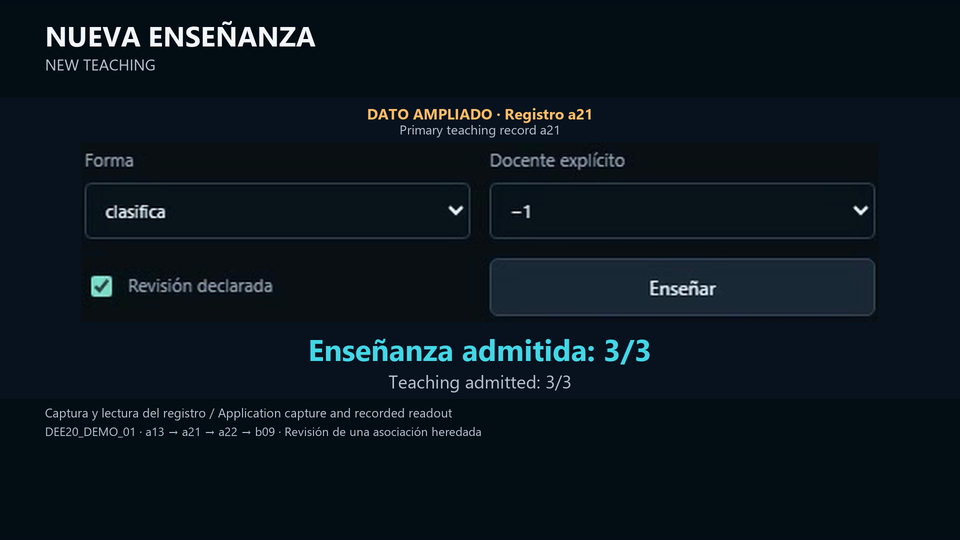 NUEVA ENSEÑANZA
NEW TEACHING
DATO AMPLIADO · Registro a21
Primary teaching record a21
Forma
Docente explícito
clasifica
−1
Revisión declarada
Enseñar
Enseñanza admitida: 3/3
Teaching admitted: 3/3
Captura y lectura del registro / Application capture and recorded readout
DEE20_DEMO_01 · a13 → a21 → a22 → b09 · Revisión de una asociación heredada